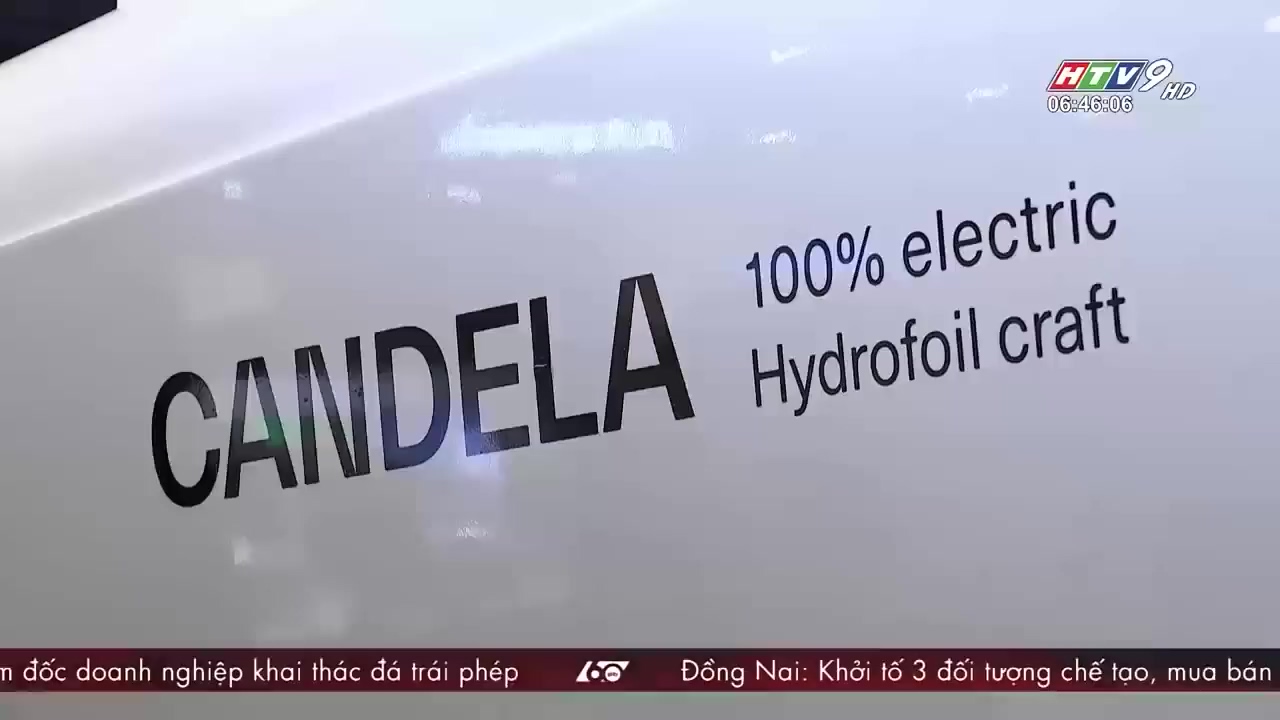 HTV9 HD
06:46:06
100% electric
CANDELA
Hydrofoil craft
đốc doanh nghiệp khai thác đá trái phép
60 Đồng Nai: Khởi tố 3 đối tượng chế tạo, mua bán